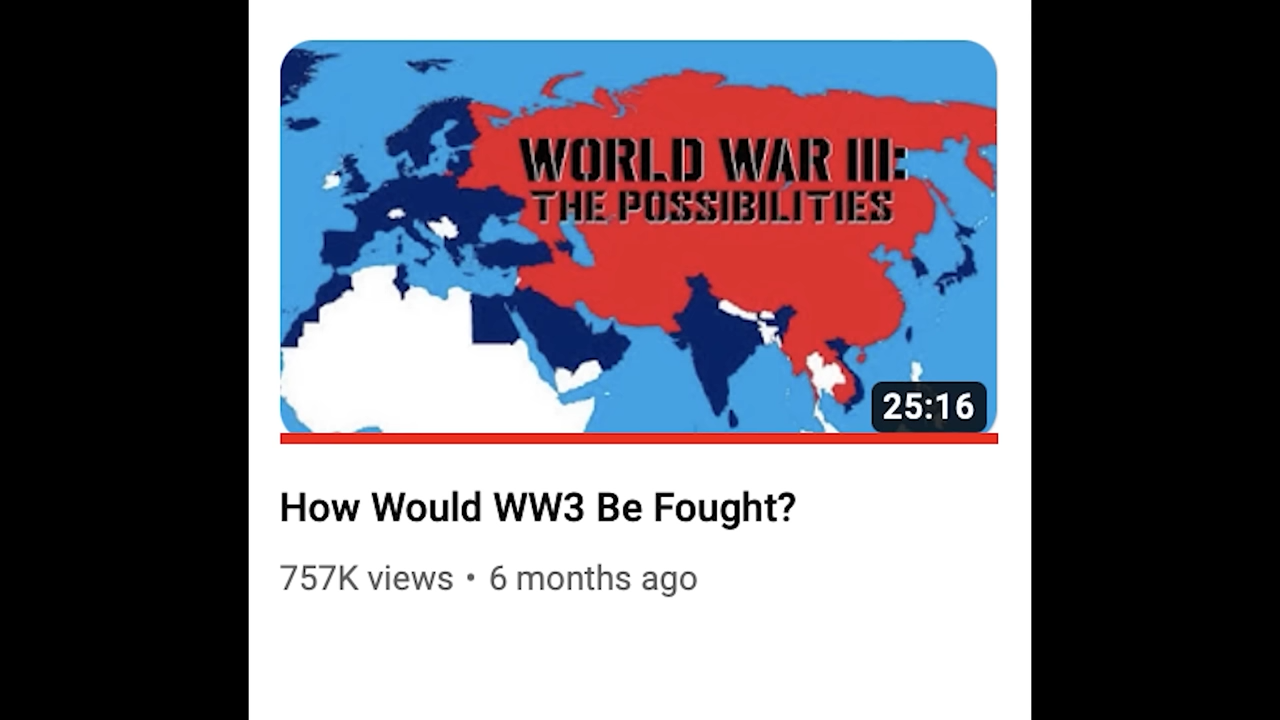 WORLD WAR III:
THE POSSIBILITIES
25:16
How Would WW3 Be Fought?
757K views • 6 months ago